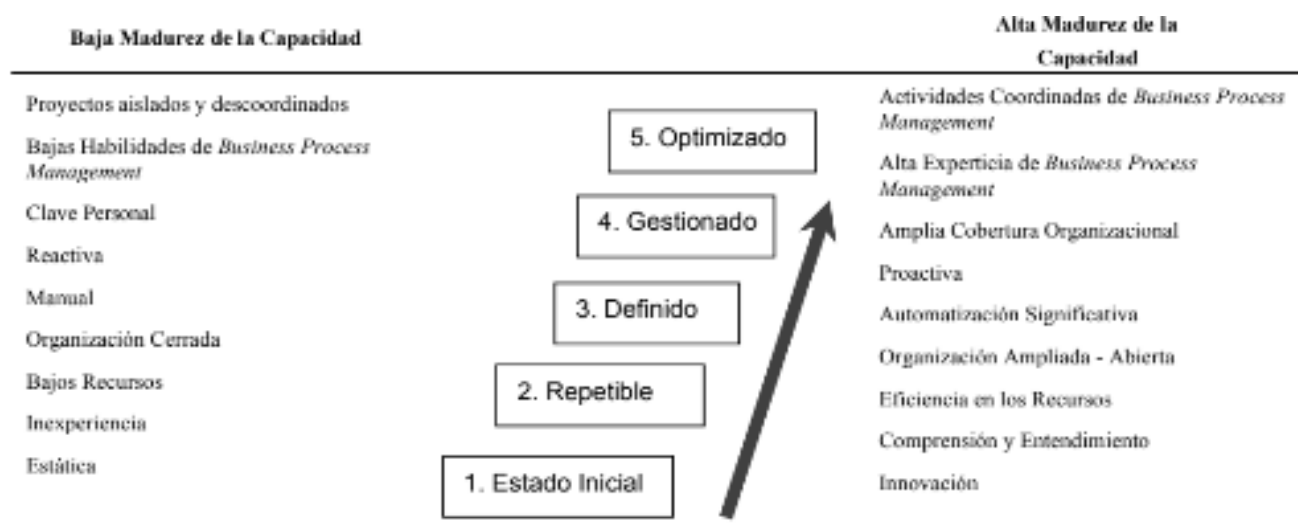 Baja Madurez de la Capacidad
Proyectos aislados y descoordinados
Bajas Habilidades de Business Process
Management
Clave Personal
Reactiva
Manual
Organización Cerrada
Bajos Recursos
Inexperiencia
Estática
5. Optimizado
4. Gestionado
3. Definido
2. Repetible
1. Estado Inicial
Alta Madurez de la
Capacidad
Actividades Coordinadas de Business Process
Management
Alta Experticia de Business Process
Management
Amplia Cobertura Organizacional
Proactiva
Automatización Significativa
Organización Ampliada - Abierta
Eficiencia en los Recursos
Comprensión y Entendimiento
Innovación